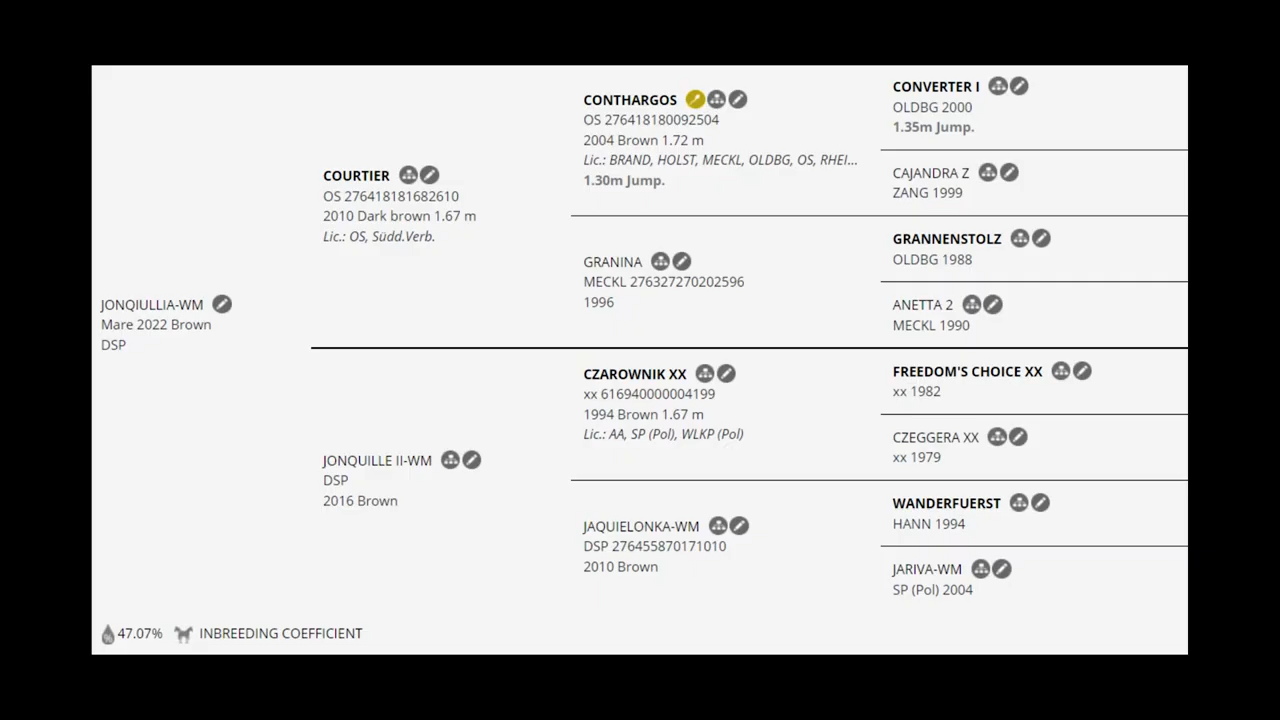 JONQIULLIA-WM
Mare 2022 Brown
DSP
COURTIER
OS 276418181682610
2010 Dark brown 1.67 m
Lic.: OS, Südd.Verb.
JONQUILLE II-WM
DSP
2016 Brown
CONTHARGOS
OS 276418180092504
2004 Brown 1.72 m
Lic.: BRAND, HOLST, MECKL, OLDBG, OS, RHEI...
1.30m Jump.
GRANINA
MECKL 276327270202596
1996
CZAROWNIK XX
xx 616940000004199
1994 Brown 1.67 m
Lic.: AA, SP (Pol), WLKP (Pol)
JAQUIELONKA-WM
DSP 276455870171010
2010 Brown
CONVERTER I
OLDBG 2000
1.35m Jump.
CAJANDRA Z
ZANG 1999
GRANNENSTOLZ
OLDBG 1988
ANETTA 2
MECKL 1990
FREEDOM'S CHOICE XX
xx 1982
CZEGGERA XX
xx 1979
WANDERFUERST
HANN 1994
JARIVA-WM
SP (Pol) 2004
47.07% INBREEDING COEFFICIENT